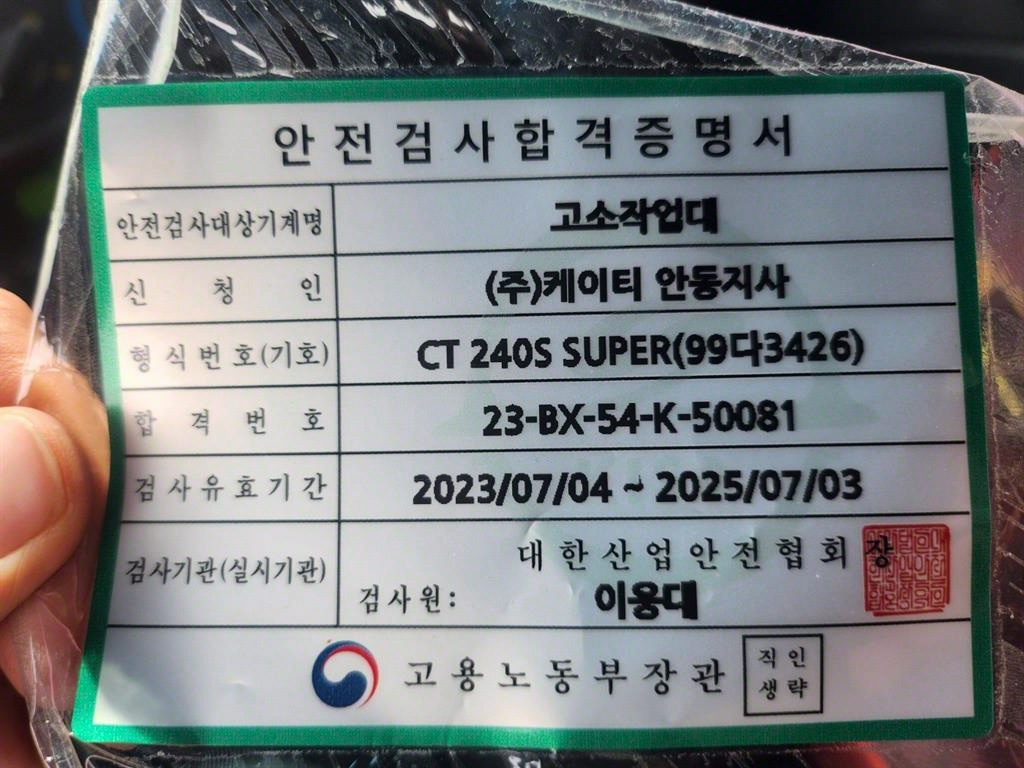 안전검사합격증명서
안전검사대상기계명 고소작업대
신청인 (주)케이티 안동지사
형식번호(기호) CT 240S SUPER(99다3426)
합격번호 23-BX-54-K-50081
검사유효기간 2023/07/04 ~ 2025/07/03
검사기관(실시기관) 대한산업안전협회장
검사원: 이용대
고용노동부장관 직인
생략